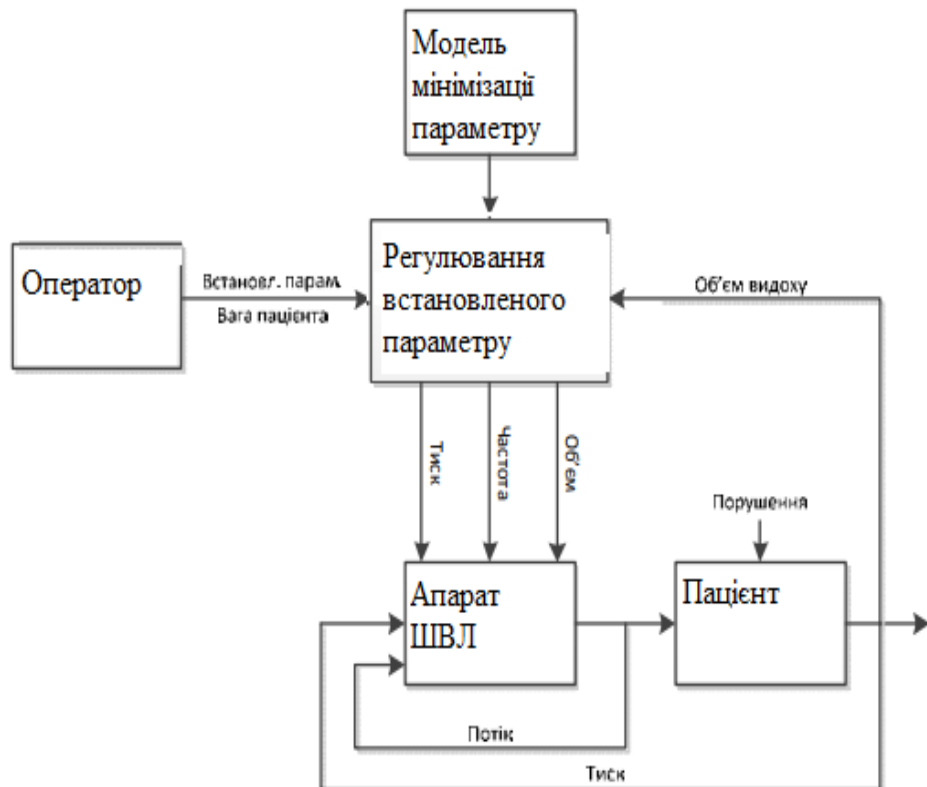 Модель
мінімізації
параметру
Оператор
Встановл. парам.
Вага пацієнта
Регулювання
встановленого
параметру
Об'єм видоху
Тиск
Частота
Об'єм
Порушення
Апарат
ШВЛ
Пацієнт
Потік
Тиск